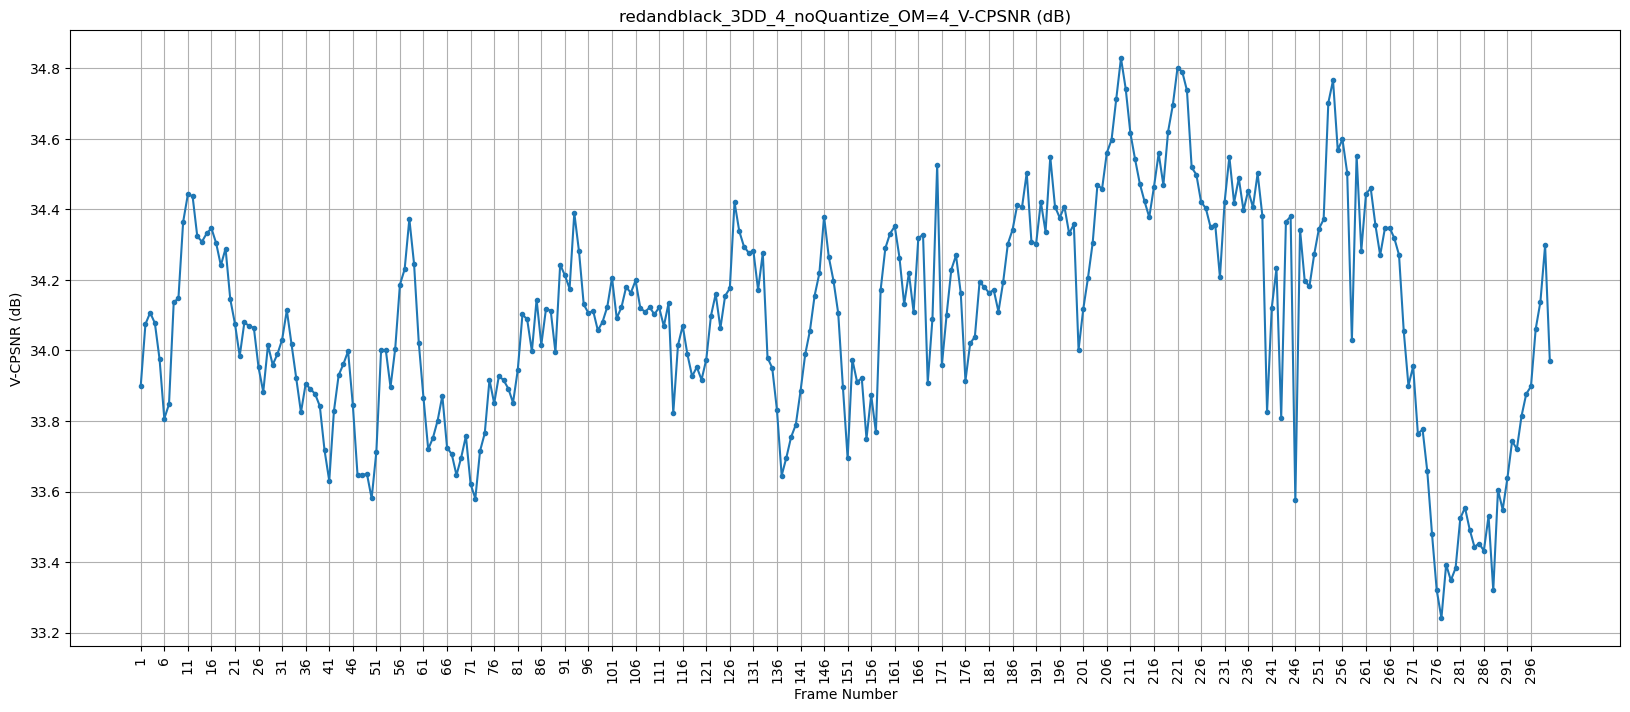 redandblack_3DD_4_noQuantize_OM=4_V-CPSNR (dB)
V-CPSNR (dB)
34.8
34.6
34.4
34.2
34.0
33.8
33.6
33.4
33.2
1 6 11 16 21 26 31 36 41 46 51 56 61 66 71 76 81 86 91 96 101 106 111 116 121 126 131 136 141 146 151 156 161 166 171 176 181 186 191 196 201 206 211 216 221 226 231 236 241 246 251 256 261 266 271 276 281 286 291 296
Frame Number